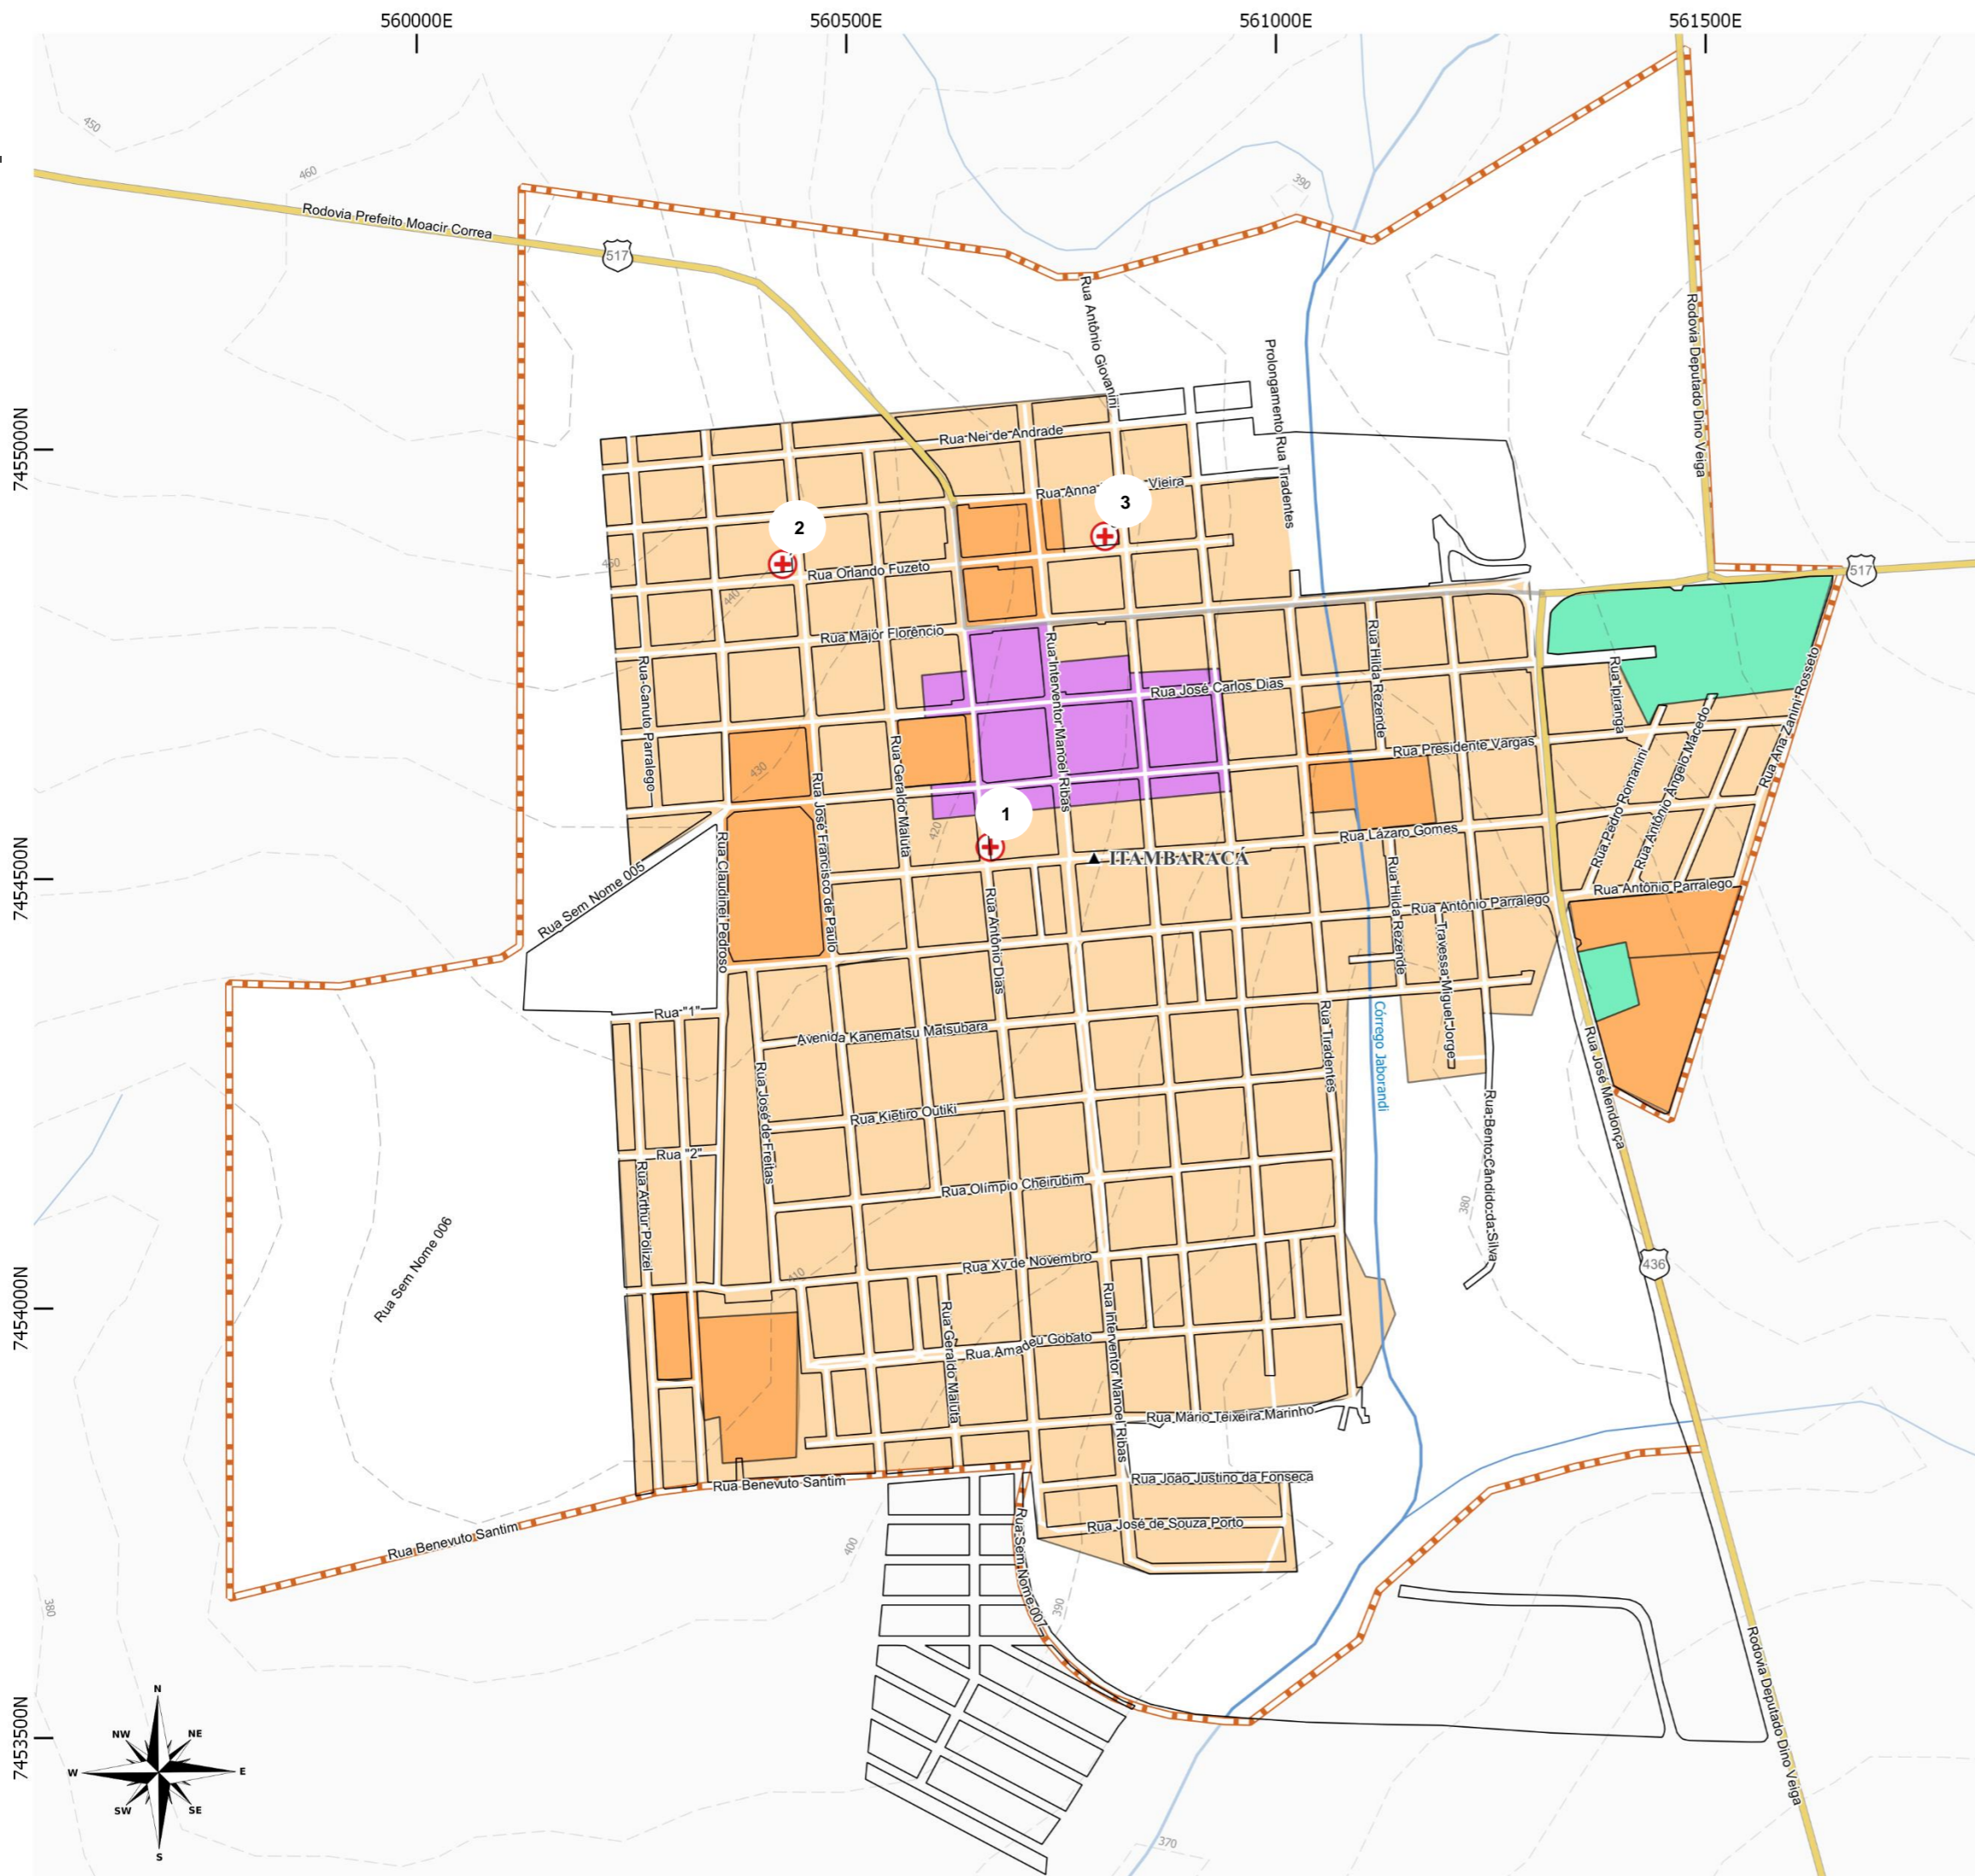 560000E
560500E
561000E
561500E
450
460
390
Rodovia Prefeito Moacir Correa
517
Rua Antônio Giovanini
Rodovia Deputado Dino Veiga
Prolongamento Rua Tiradentes
7455000N
Rua Nei de Andrade
Rua Anna
Vieira
3
2
450
Rua Orlando Fuzeto
517
440
Rua Major Florêncio
Rua Hilda Rezende
Rua Interventor Manoel Ribas
Rua Canuto Parralego
Rua José Carlos Dias
Rua Ipiranga
Rua Ana Zanini Rosseto
Rua Antônio Ângelo Macedo
Rua Geraldo Maiuta
Rua Presidente Vargas
Rua Pedro Romanini
430
Rua José Francisco de Paulo
1
420
Rua Lázaro Gomes
ITAMBARACÁ
7454500N
Rua Claudinei Pedroso
Rua Sem Nome 005
Rua Hilda Rezende
Rua Antônio Parralego
Rua Antônio Parralego
Rua Antônio Dias
Travessa Miguel Jorge
Rua "1"
Avenida Kanematsu Matsubara
Rua Tiradentes
Córrego Jaborandi
Rua José Mendonça
Rua José de Freitas
Rua Kietiro Outiki
Rua Bento Cândido da Silva
Rua "2"
Rua Arthur Polizel
Rua Olímpio Cheirubim
380
Rua Sem Nome 006
Rua Xv de Novembro
410
436
7454000N
Rua Geraldo Maiuta
Rua Interventor Manoel Ribas
Rua Amadeu Gobato
Rua Mário Teixeira Marinho
Rua João Justino da Fonseca
Rua Benevuto Santim
Rua José de Souza Porto
Rua Benevuto Santim
400
Rua Sem Nome 007
390
380
Rodovia Deputado Dino Veiga
7453500N
N
NW
NE
W
E
SW
SE
S
370